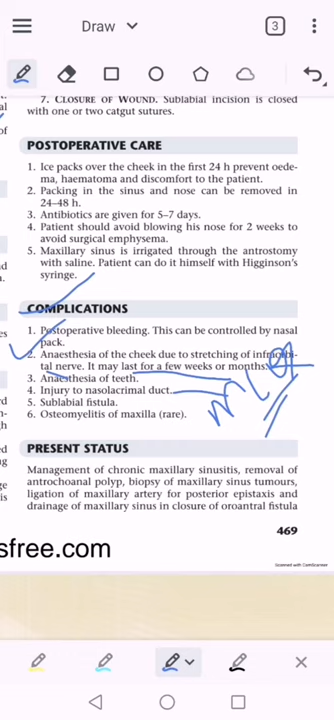 Draw
3
7. CLOSURE OF WOUND. Sublabial incision is closed
with one or two catgut sutures.
al
of
POSTOPERATIVE CARE
1. Ice packs over the cheek in the first 24 h prevent oede-
ma, haematoma and discomfort to the patient.
2. Packing in the sinus and nose can be removed in
24–48 h.
3. Antibiotics are given for 5–7 days.
4. Patient should avoid blowing his nose for 2 weeks to
avoid surgical emphysema.
5. Maxillary sinus is irrigated through the antrostomy
with saline. Patient can do it himself with Higginson's
syringe.
COMPLICATIONS
1. Postoperative bleeding. This can be controlled by nasal
pack.
2. Anaesthesia of the cheek due to stretching of infraorbi-
tal nerve. It may last for a few weeks or months.
3. Anaesthesia of teeth.
4. Injury to nasolacrimal duct.
5. Sublabial fistula.
6. Osteomyelitis of maxilla (rare).
PRESENT STATUS
Management of chronic maxillary sinusitis, removal of
antrochoanal polyp, biopsy of maxillary sinus tumours,
ligation of maxillary artery for posterior epistaxis and
drainage of maxillary sinus in closure of oroantral fistula
469
sfree.com
Scanned with CamScanner